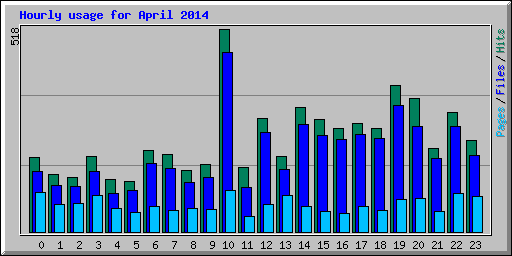 Hourly usage for April 2014
518
Pages / Files / Hits
0 1 2 3 4 5 6 7 8 9 10 11 12 13 14 15 16 17 18 19 20 21 22 23